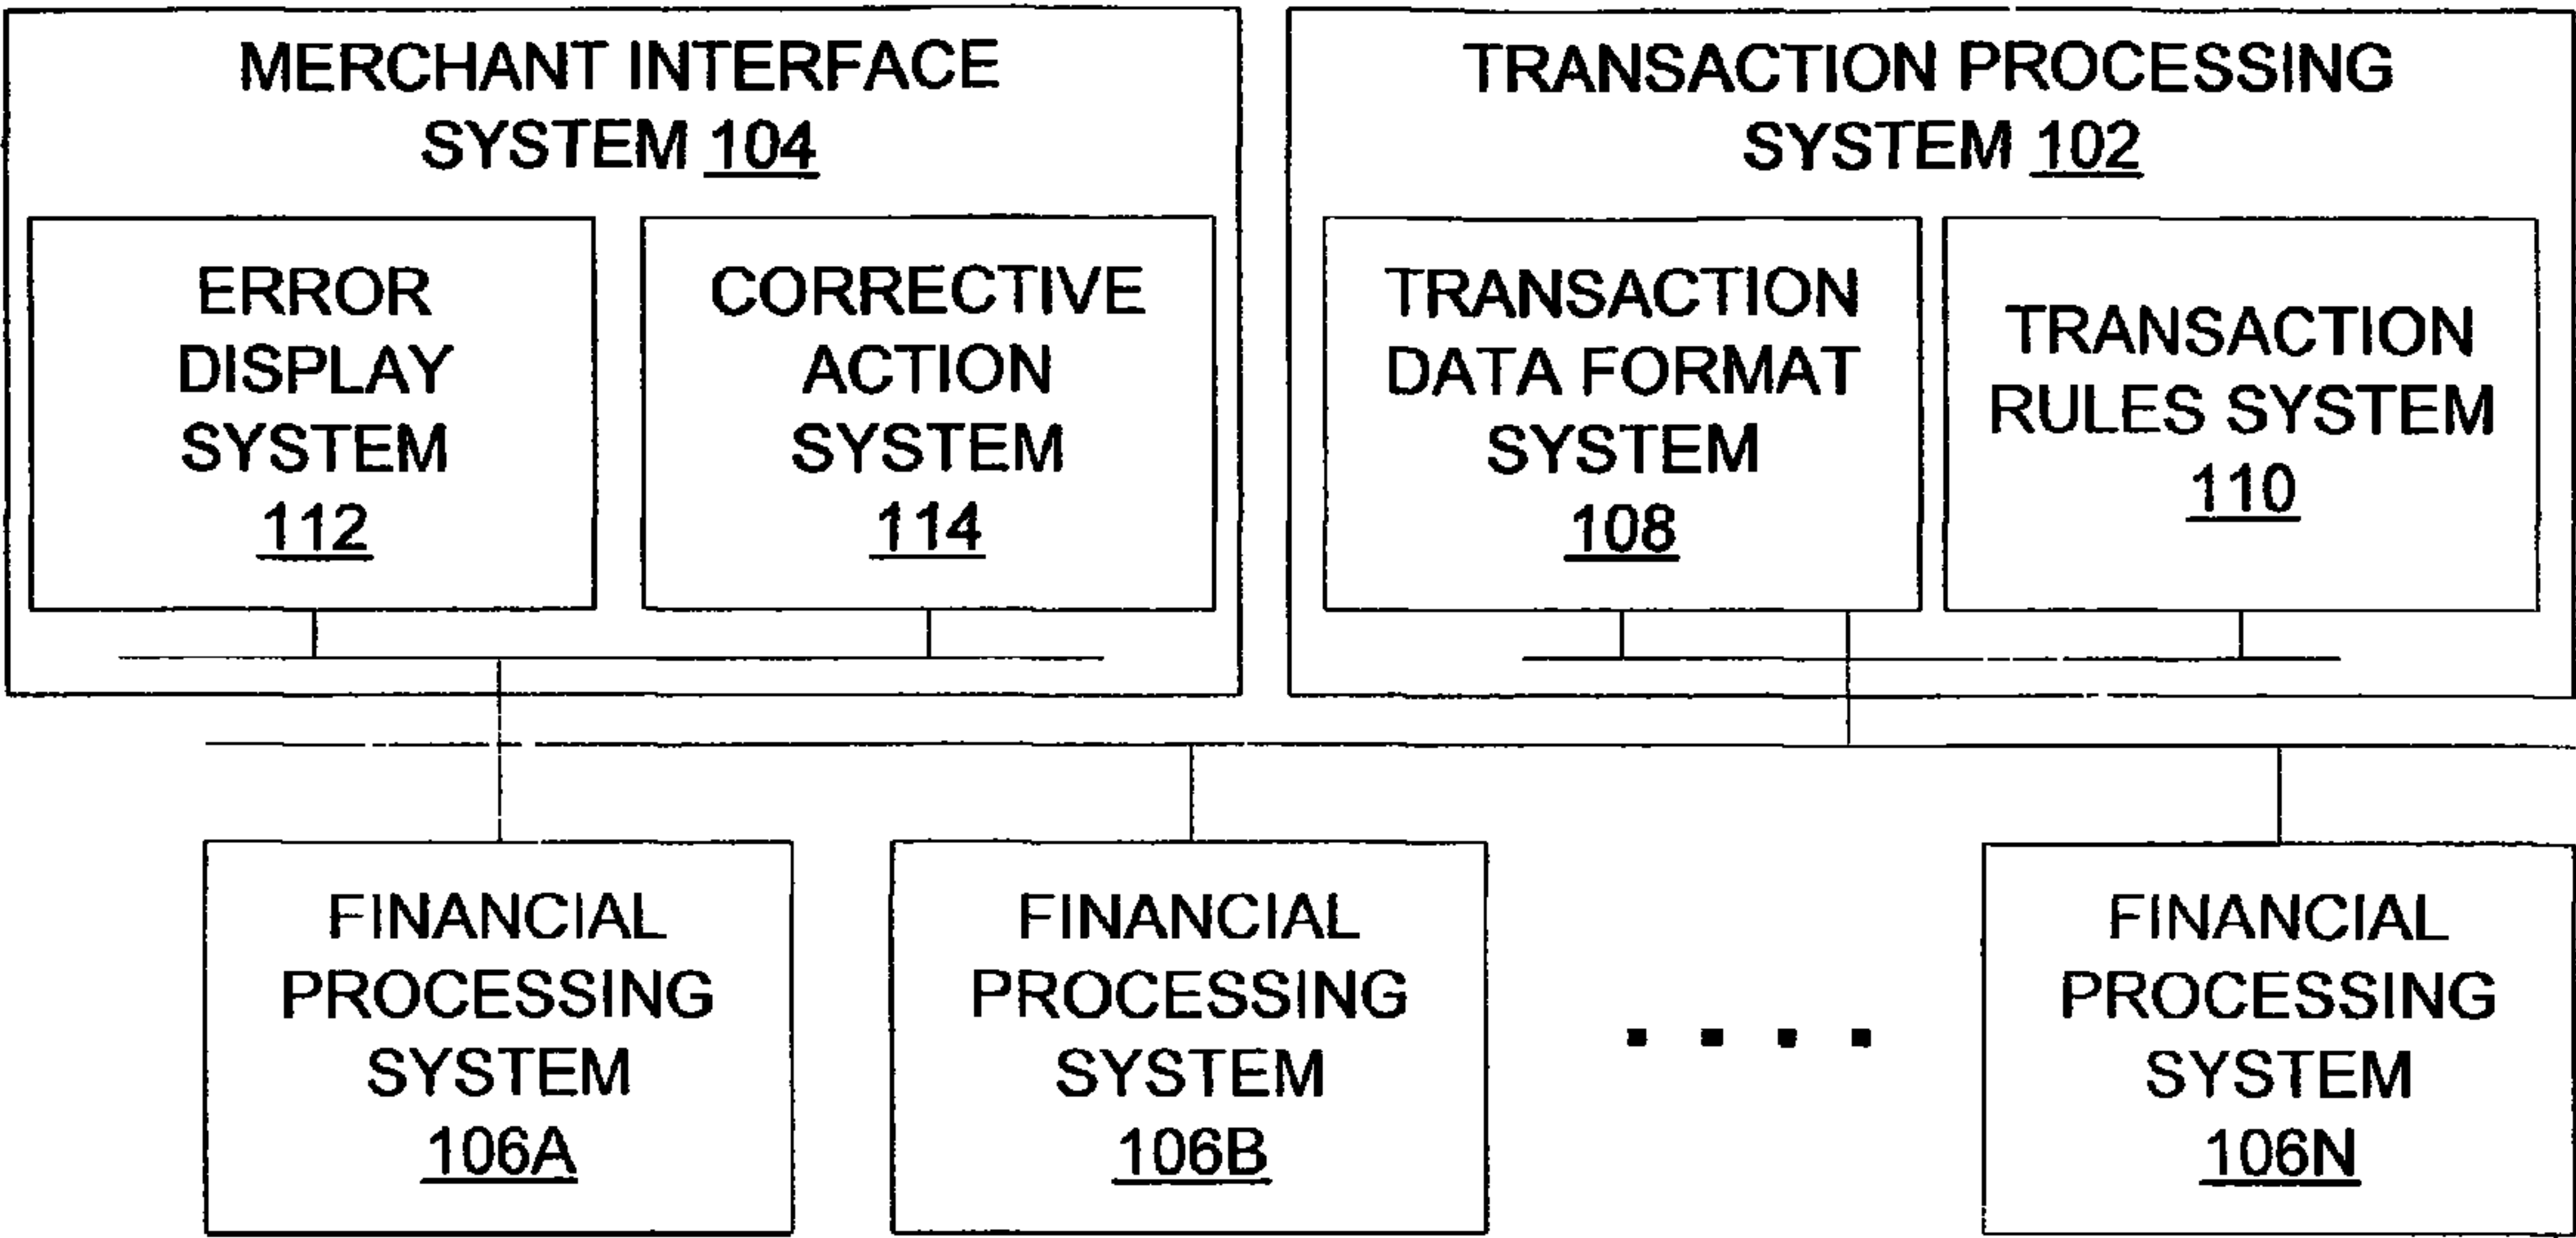 MERCHANT INTERFACE
SYSTEM 104
ERROR
DISPLAY
SYSTEM
112
CORRECTIVE
ACTION
SYSTEM
114
TRANSACTION PROCESSING
SYSTEM 102
TRANSACTION
DATA FORMAT
SYSTEM
108
TRANSACTION
RULES SYSTEM
110
FINANCIAL
PROCESSING
SYSTEM
106A
FINANCIAL
PROCESSING
SYSTEM
106B
. . . .
FINANCIAL
PROCESSING
SYSTEM
106N